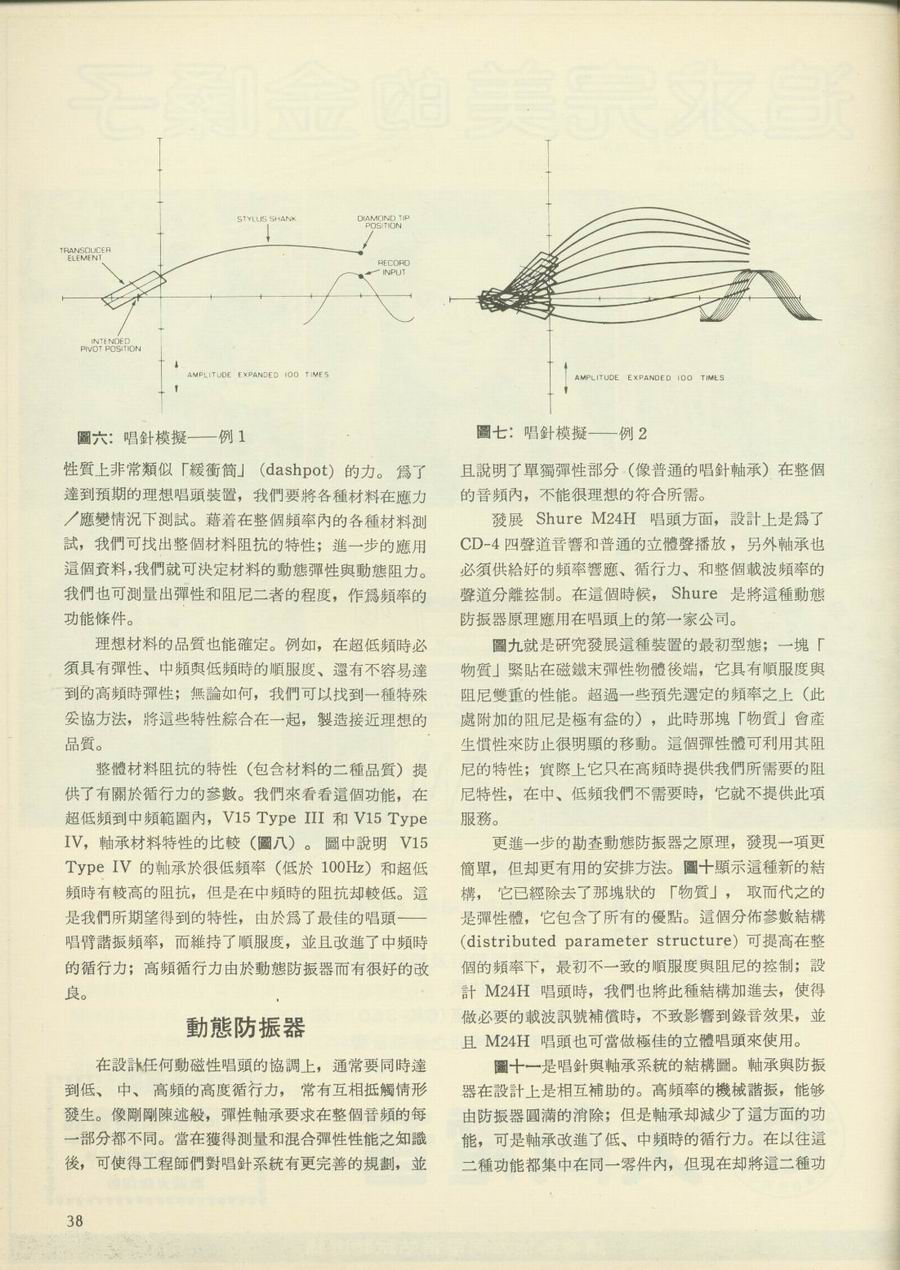 STYLUS SHANK
DIAMOND TIP
POSITION
TRANSDUCER
ELEMENT
RECORD
INPUT
INTENDED
PIVOT POSITION
AMPLITUDE EXPANDED 100 TIMES
圖六：唱針模擬——例1
性質上非常類似「緩衝筒」（dashpot）的力。爲了
達到預期的理想唱頭裝置，我們要將各種材料在應力
／應變情況下測試。藉着在整個頻率內的各種材料測
試，我們可找出整個材料阻抗的特性；進一步的應用
這個資料，我們就可決定材料的動態彈性與動態阻力。
我們也可測量出彈性和阻尼二者的程度，作爲頻率的
功能條件。
理想材料的品質也能確定。例如，在超低頻時必
須具有彈性、中頻與低頻時的順服度、還有不容易達
到的高頻時彈性；無論如何，我們可以找到一種特殊
妥協方法，將這些特性綜合在一起，製造接近理想的
品質。
整體材料阻抗的特性（包含材料的二種品質）提
供了有關於循行力的參數。我們來看看這個功能，在
超低頻到中頻範圍內，V15 Type III 和 V15 Type
IV，軸承材料特性的比較（圖八）。圖中說明 V15
Type IV 的軸承於很低頻率（低於 100Hz）和超低
頻時有較高的阻抗，但是在中頻時的阻抗却較低。這
是我們所期望得到的特性，由於爲了最佳的唱頭——
唱臂諧振頻率，而維持了順服度，並且改進了中頻時
的循行力；高頻循行力由於動態防振器而有很好的改
良。
動態防振器
在設計任何動磁性唱頭的協調上，通常要同時達
到低、中、高頻的高度循行力，常有互相抵觸情形
發生。像剛剛陳述般，彈性軸承要求在整個音頻的每
一部分都不同。當在獲得測量和混合彈性性能之知識
後，可使得工程師們對唱針系統有更完善的規劃，並
38
AMPLITUDE EXPANDED 100 TIMES
圖七：唱針模擬——例2
且說明了單獨彈性部分（像普通的唱針軸承）在整個
的音頻內，不能很理想的符合所需。
發展 Shure M24H 唱頭方面，設計上是爲了
CD-4 四聲道音響和普通的立體聲播放，另外軸承也
必須供給好的頻率響應、循行力、和整個載波頻率的
聲道分離控制。在這個時候， Shure 是將這種動態
防振器原理應用在唱頭上的第一家公司。
圖九就是研究發展這種裝置的最初型態；一塊「
物質」緊貼在磁鐵末彈性物體後端，它具有順服度與
阻尼雙重的性能。超過一些預先選定的頻率之上（此
處附加的阻尼是極有益的），此時那塊「物質」會產
生慣性來防止很明顯的移動。這個彈性體可利用其阻
尼的特性；實際上它只在高頻時提供我們所需要的阻
尼特性，在中、低頻我們不需要時，它就不提供此項
服務。
更進一步的勘查動態防振器之原理，發現一項更
簡單，但却更有用的安排方法。圖十顯示這種新的結
構，它已經除去了那塊狀的「物質」，取而代之的
是彈性體，它包含了所有的優點。這個分佈參數結構
(distributed parameter structure) 可提高在整
個的頻率下，最初不一致的順服度與阻尼的控制；設
計 M24H 唱頭時，我們也將此種結構加進去，使得
做必要的載波訊號補償時，不致影響到錄音效果，並
且 M24H 唱頭也可當做極佳的立體唱頭來使用。
圖十一是唱針與軸承系統的結構圖。軸承與防振
器在設計上是相互補助的。高頻率的機械諧振，能够
由防振器圓滿的消除；但是軸承却減少了這方面的功
能，可是軸承改進了低、中頻時的循行力。在以往這
二種功能都集中在同一零件內，但現在却將這二種功